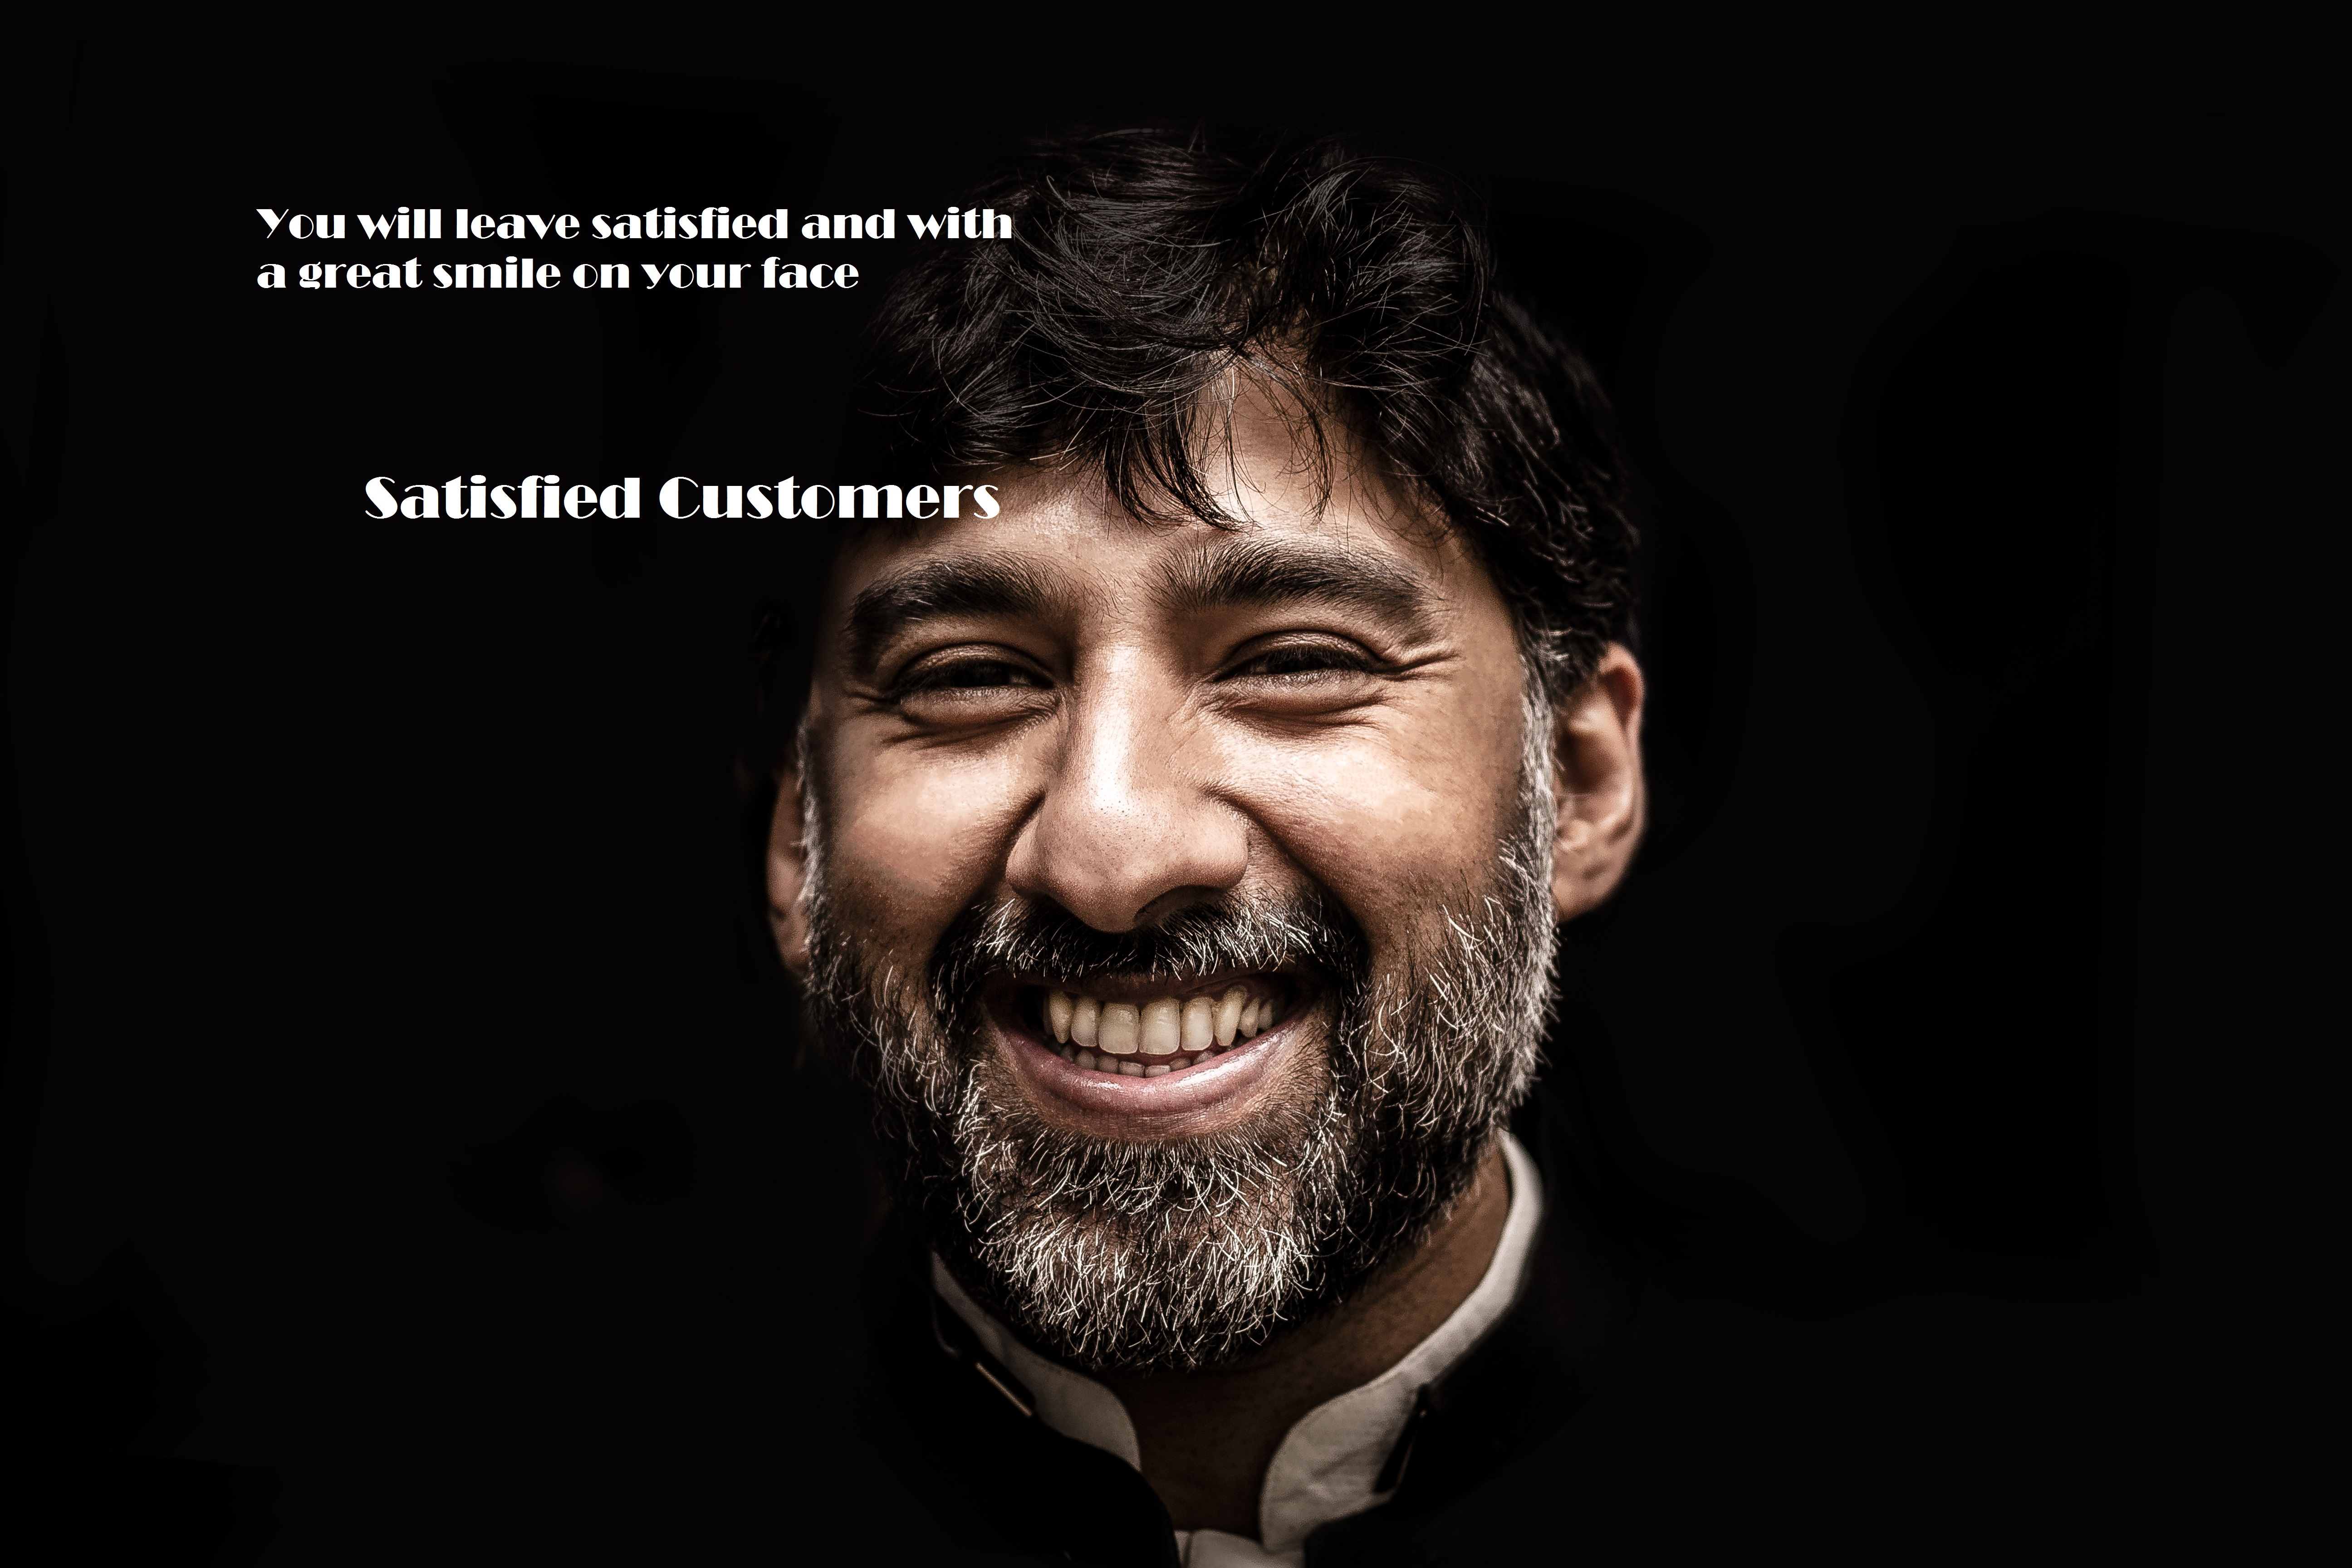 You will leave satisfied and with
a great smile on your face
Satisfied Customers